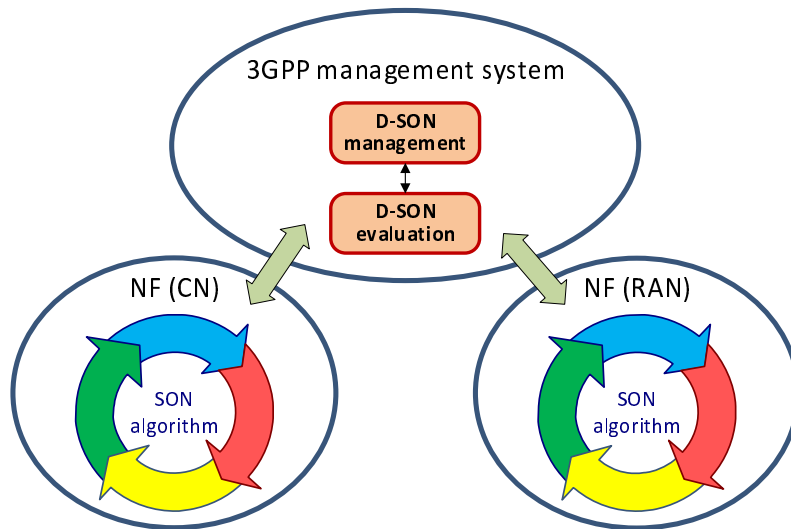 3GPP management system
D-SON
management
D-SON
evaluation
NF (CN)
SON
algorithm
NF (RAN)
SON
algorithm